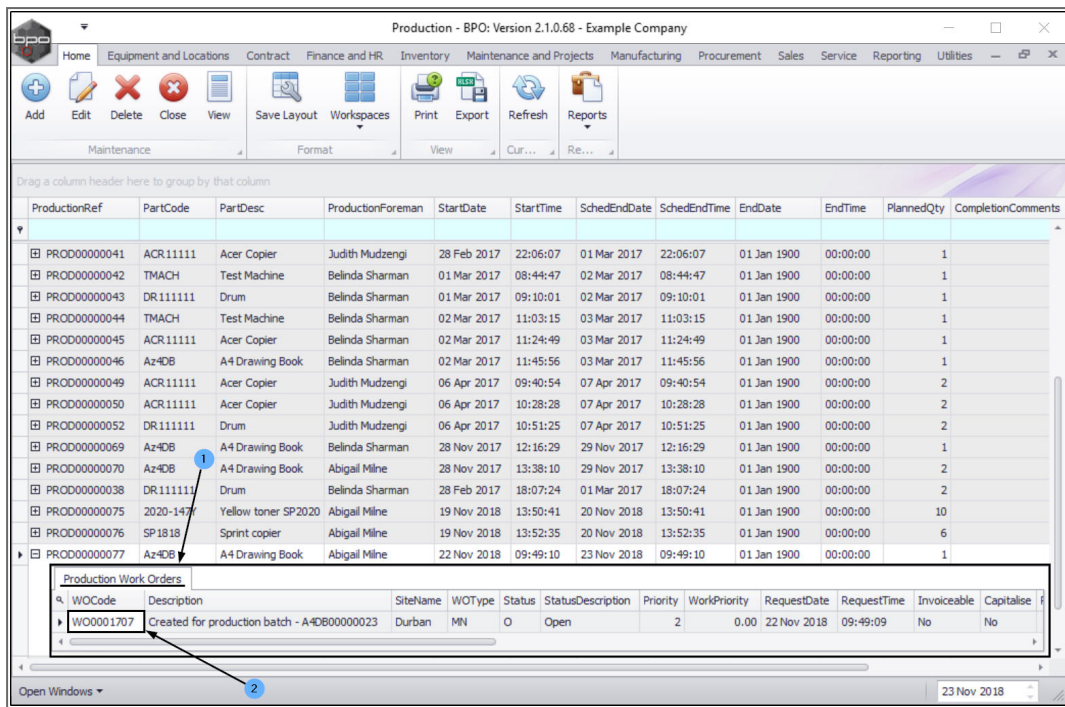 bpo
Production - BPO: Version 2.1.0.68 - Example Company
Home Equipment and Locations Contract Finance and HR Inventory Maintenance and Projects Manufacturing Procurement Sales Service Reporting Utilities
Add Edit Delete Close View Save Layout Workspaces Print Export Refresh Reports
Maintenance Format View Cur... Re...
Drag a column header here to group by that column
ProductionRef PartCode PartDesc ProductionForeman StartDate StartTime SchedEndDate SchedEndTime EndDate EndTime PlannedQty CompletionComments
PROD00000041 ACR11111 Acer Copier Judith Mudzengi 28 Feb 2017 22:06:07 01 Mar 2017 22:06:07 01 Jan 1900 00:00:00 1
PROD00000042 TMACH Test Machine Belinda Sharman 01 Mar 2017 08:44:47 02 Mar 2017 08:44:47 01 Jan 1900 00:00:00 1
PROD00000043 DR111111 Drum Belinda Sharman 01 Mar 2017 09:10:01 02 Mar 2017 09:10:01 01 Jan 1900 00:00:00 1
PROD00000044 TMACH Test Machine Belinda Sharman 02 Mar 2017 11:03:15 03 Mar 2017 11:03:15 01 Jan 1900 00:00:00 1
PROD00000045 ACR11111 Acer Copier Belinda Sharman 02 Mar 2017 11:24:49 03 Mar 2017 11:24:49 01 Jan 1900 00:00:00 1
PROD00000046 Az4DB A4 Drawing Book Belinda Sharman 02 Mar 2017 11:45:56 03 Mar 2017 11:45:56 01 Jan 1900 00:00:00 1
PROD00000049 ACR11111 Acer Copier Judith Mudzengi 06 Apr 2017 09:40:54 07 Apr 2017 09:40:54 01 Jan 1900 00:00:00 2
PROD00000050 ACR11111 Acer Copier Judith Mudzengi 06 Apr 2017 10:28:28 07 Apr 2017 10:28:28 01 Jan 1900 00:00:00 2
PROD00000052 DR111111 Drum Judith Mudzengi 06 Apr 2017 10:51:25 07 Apr 2017 10:51:25 01 Jan 1900 00:00:00 2
PROD00000069 Az4DB A4 Drawing Book Belinda Sharman 28 Nov 2017 12:16:29 29 Nov 2017 12:16:29 01 Jan 1900 00:00:00 1
1
PROD00000070 Az4DB A4 Drawing Book Abigail Milne 28 Nov 2017 13:38:10 29 Nov 2017 13:38:10 01 Jan 1900 00:00:00 2
PROD00000038 DR111111 Drum Belinda Sharman 28 Feb 2017 18:07:24 01 Mar 2017 18:07:24 01 Jan 1900 00:00:00 2
PROD00000075 2020-147Y Yellow toner SP2020 Abigail Milne 19 Nov 2018 13:50:41 20 Nov 2018 13:50:41 01 Jan 1900 00:00:00 10
PROD00000076 SP1818 Sprint copier Abigail Milne 19 Nov 2018 13:52:35 20 Nov 2018 13:52:35 01 Jan 1900 00:00:00 6
PROD00000077 Az4DB A4 Drawing Book Abigail Milne 22 Nov 2018 09:49:10 23 Nov 2018 09:49:10 01 Jan 1900 00:00:00 1
Production Work Orders
WOCode Description SiteName WOType Status StatusDescription Priority WorkPriority RequestDate RequestTime Invoiceable Capitalise
WO0001707 Created for production batch - A4DB00000023 Durban MN O Open 2 0.00 22 Nov 2018 09:49:09 No No
2
Open Windows 23 Nov 2018